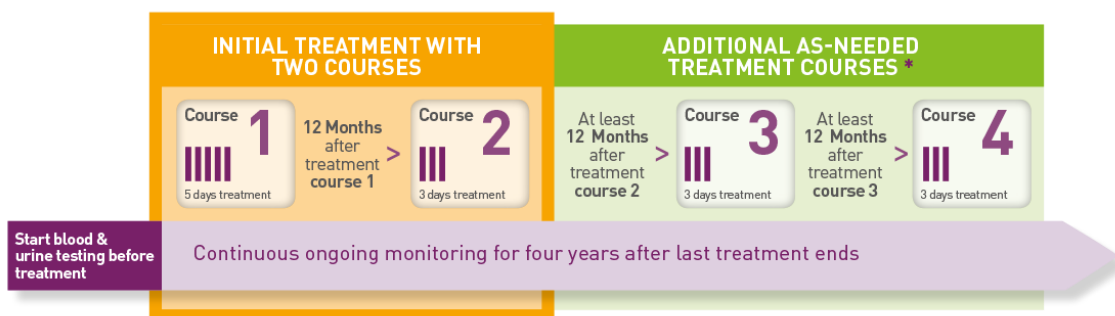 INITIAL TREATMENT WITH
TWO COURSES
ADDITIONAL AS-NEEDED
TREATMENT COURSES *
Course 1
5 days treatment
12 Months
after
treatment
course 1
>
Course 2
3 days treatment
At least
12 Months
after
treatment
course 2
>
Course 3
3 days treatment
At least
12 Months
after
treatment
course 3
>
Course 4
3 days treatment
Start blood &
urine testing before
treatment
Continuous ongoing monitoring for four years after last treatment ends